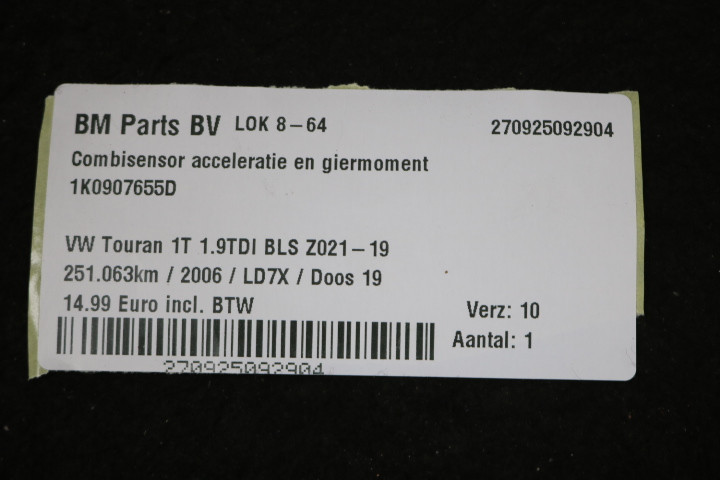 BM Parts BV LOK 8-64 270925092904
Combisensor acceleratie en giermoment
1K0907655D
VW Touran 1T 1.9TDI BLS Z021-19
251.063km / 2006 / LD7X / Doos 19
14.99 Euro incl. BTW
Verz: 10
Aantal: 1
270925092904